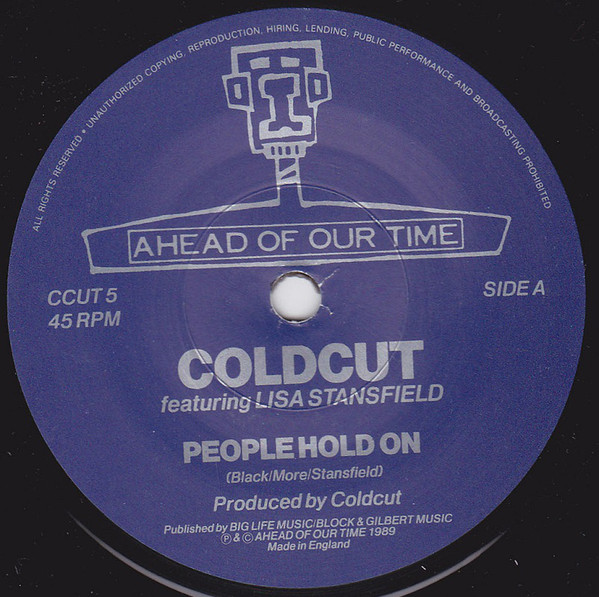 ALL RIGHTS RESERVED • UNAUTHORIZED COPYING, REPRODUCTION, HIRING, LENDING, PUBLIC PERFORMANCE AND BROADCASTING PROHIBITED
AHEAD OF OUR TIME
CCUT 5
45 RPM
SIDE A
COLDCUT
featuring LISA STANSFIELD
PEOPLE HOLD ON
(Black/More/Stansfield)
Produced by Coldcut
Published by BIG LIFE MUSIC/BLOCK & GILBERT MUSIC
℗ & © AHEAD OF OUR TIME 1989
Made in England